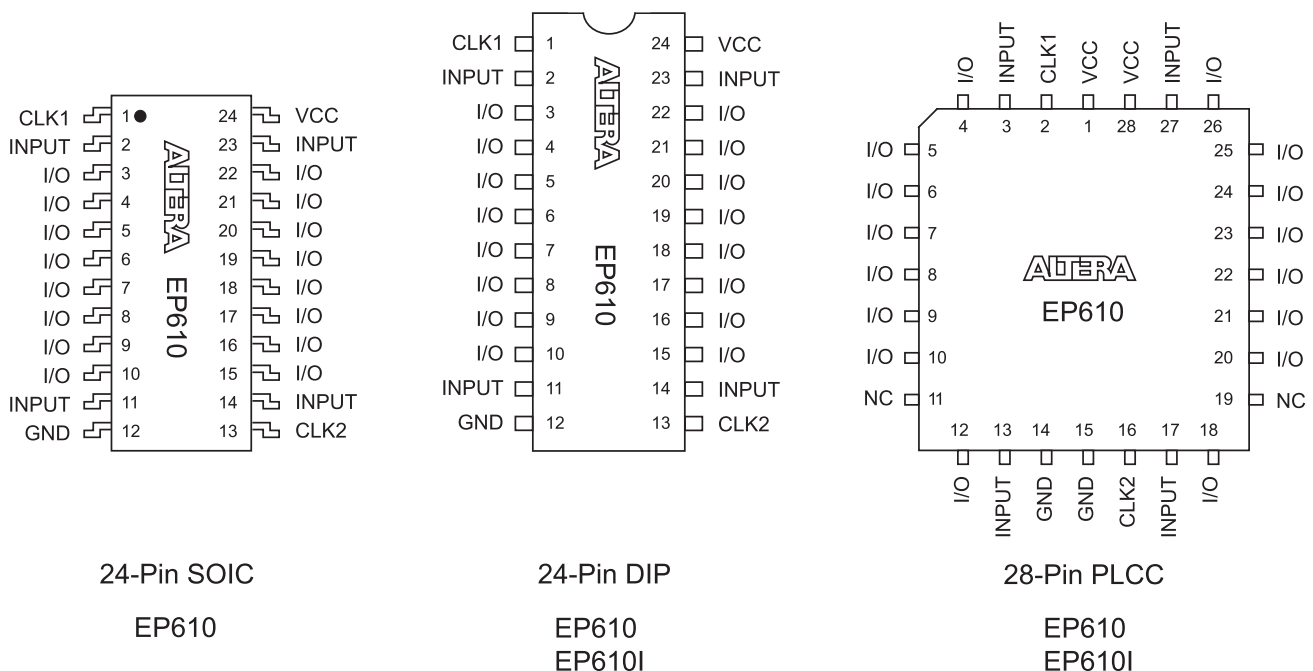 CLK1 1 24 VCC
INPUT 2 23 INPUT
I/O 3 22 I/O
I/O 4 21 I/O
I/O 5 20 I/O
I/O 6 19 I/O
I/O 7 18 I/O
I/O 8 17 I/O
I/O 9 16 I/O
I/O 10 15 I/O
INPUT 11 14 INPUT
GND 12 13 CLK2
ALTERA
EP610
24-Pin SOIC
EP610
CLK1 1 24 VCC
INPUT 2 23 INPUT
I/O 3 22 I/O
I/O 4 21 I/O
I/O 5 20 I/O
I/O 6 19 I/O
I/O 7 18 I/O
I/O 8 17 I/O
I/O 9 16 I/O
I/O 10 15 I/O
INPUT 11 14 INPUT
GND 12 13 CLK2
ALTERA
EP610
24-Pin DIP
EP610
EP610I
I/O INPUT CLK1 VCC VCC INPUT I/O
4 3 2 1 28 27 26
I/O 5 25 I/O
I/O 6 24 I/O
I/O 7 23 I/O
I/O 8 22 I/O
I/O 9 21 I/O
I/O 10 20 I/O
NC 11 19 NC
ALTERA
EP610
12 13 14 15 16 17 18
I/O INPUT GND GND CLK2 INPUT I/O
28-Pin PLCC
EP610
EP610I